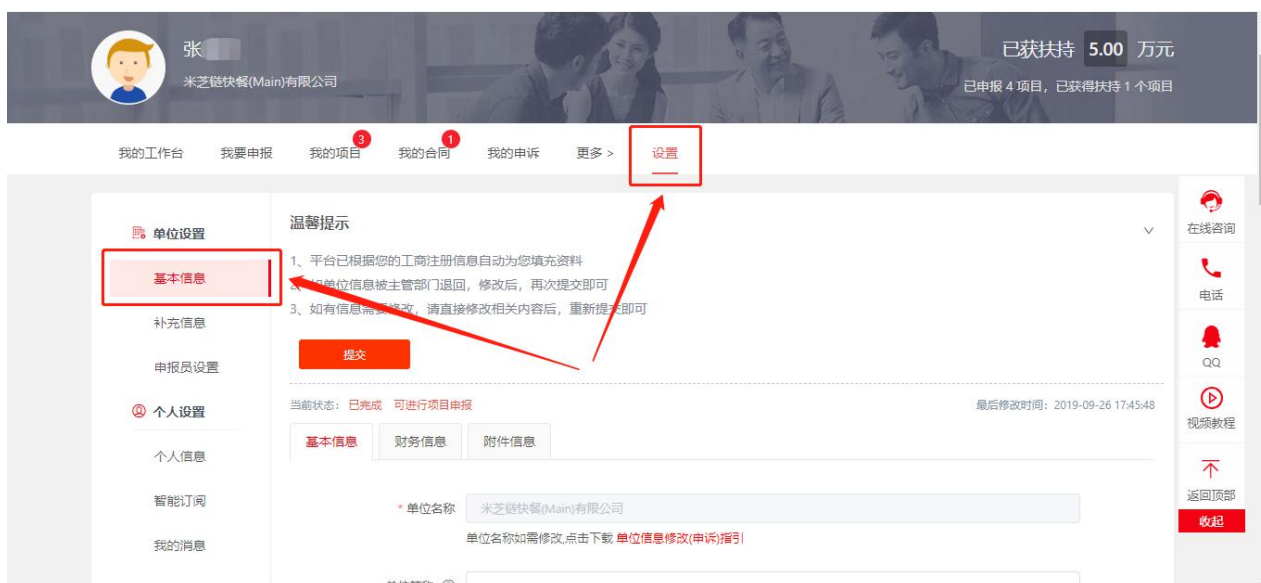 张
米芝链快餐(Main)有限公司
已获扶持 5.00 万元
已申报 4 项目，已获得扶持 1 个项目
我的工作台 我要申报 我的项目 3 我的合同 1 我的申诉 更多 > 设置
单位设置
基本信息
补充信息
申报员设置
个人设置
个人信息
智能订阅
我的消息
温馨提示
1、平台已根据您的工商注册信息自动为您填充资料
单位信息被主管部门退回，修改后，再次提交即可
3、如有信息需要修改，请直接修改相关内容后，重新提交即可
提交
当前状态： 已完成 可进行项目申报
最后修改时间：2019-09-26 17:45:48
基本信息 财务信息 附件信息
* 单位名称 米芝链快餐(Main)有限公司
单位名称如需修改,点击下载 单位信息修改(申诉)指引
在线咨询
电话
QQ
视频教程
返回顶部
收起